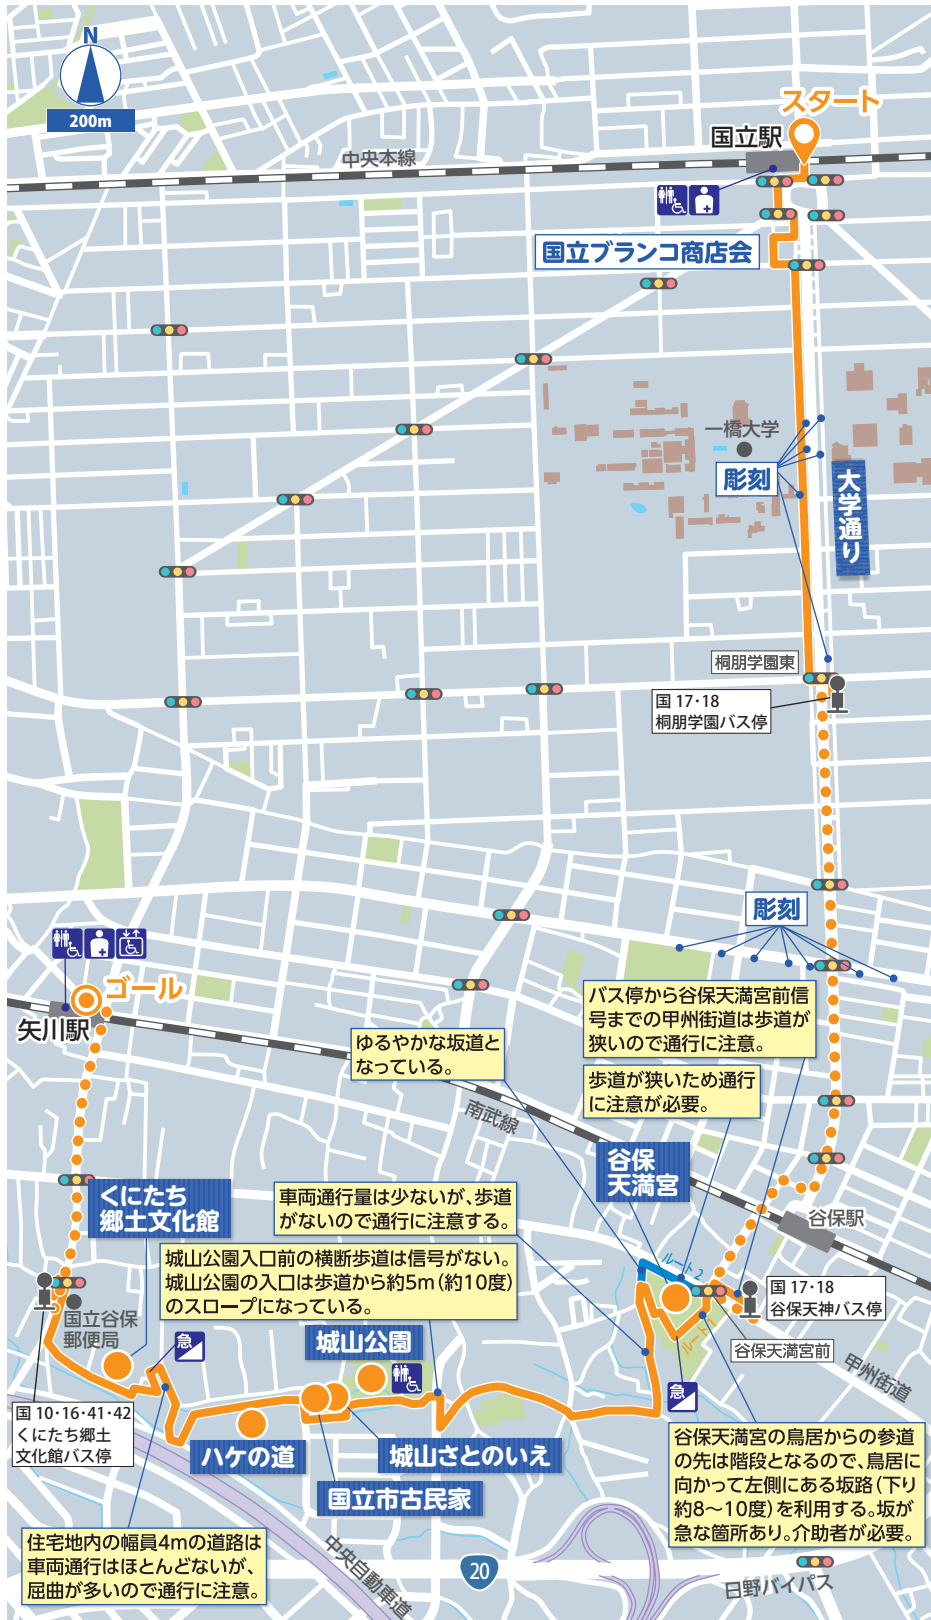 N
200m
スタート
国立駅
中央本線
国立ブランコ商店会
一橋大学
彫刻
大学通り
桐朋学園東
国 17・18
桐朋学園バス停
彫刻
ゴール
矢川駅
バス停から谷保天満宮前信
号までの甲州街道は歩道が
狭いので通行に注意。
ゆるやかな坂道と
なっている。
歩道が狭いため通行
に注意が必要。
南武線
谷保
天満宮
くにたち
郷土文化館
車両通行量は少ないが、歩道
がないので通行に注意する。
谷保駅
城山公園入口前の横断歩道は信号がない。
城山公園の入口は歩道から約5m（約10度）
のスロープになっている。
ルート2
国 17・18
谷保天神バス停
国立谷保
郵便局
急
城山公園
ルート1
谷保天満宮前
甲州街道
急
国 10・16・41・42
くにたち郷土
文化館バス停
ハケの道
城山さとのいえ
国立市古民家
谷保天満宮の鳥居からの参道
の先は階段となるので、鳥居に
向かって左側にある坂路（下り
約8〜10度）を利用する。坂が
急な箇所あり。介助者が必要。
住宅地内の幅員4mの道路は
車両通行はほとんどないが、
屈曲が多いので通行に注意。
中央自動車道
20
日野バイパス